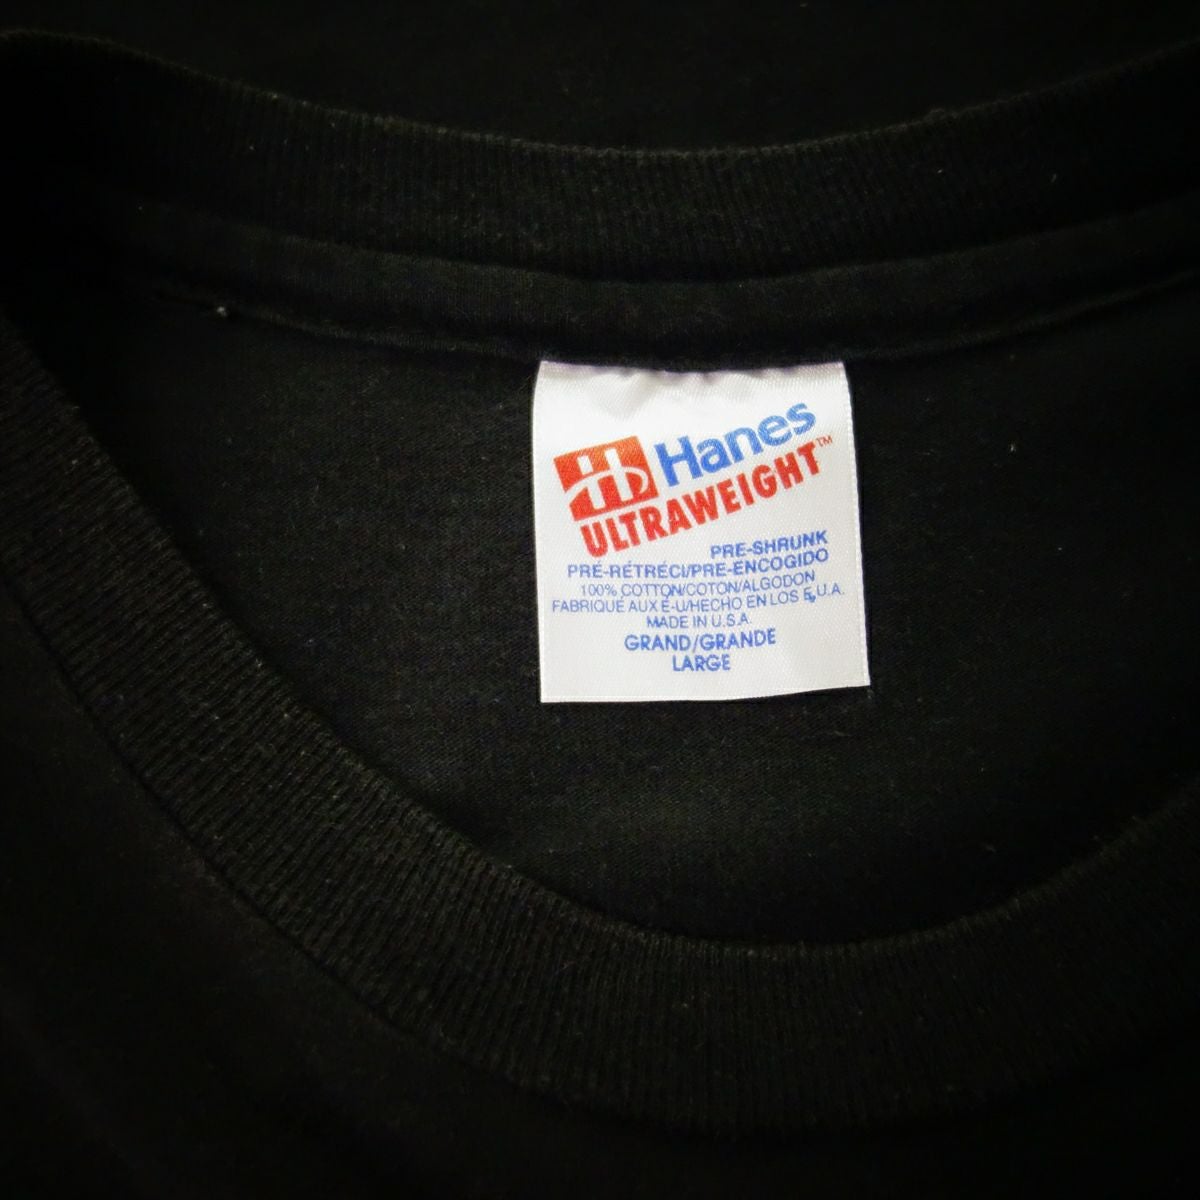 Hanes
ULTRAWEIGHT™
PRE-SHRUNK
PRÉ-RÉTRÉCI/PRE-ENCOGIDO
100% COTTON/COTON/ALGODON
FABRIQUÉ AUX É-U/HECHO EN LOS E.U.A.
MADE IN U.S.A.
GRAND/GRANDE
LARGE